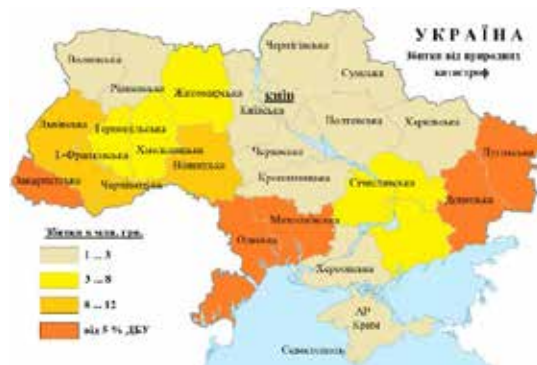 УКРАЇНА
Збитки від природних
катастроф
Чернігівська
Волинська
Сумська
Рівненська
Житомирська
КИЇВ
Київська
Львівська
Полтавська
Харківська
Тернопільська
Луганська
Хмельницька
І-Франківська
Вінницька
Черкаська
Закарпатська
Чернівецька
Січеславська
Донецька
Миколаївська
Одеська
Збитки в млн. грн.
1 ... 3
Херсонська
3 ... 8
8 ... 12
АР
Крим
від 5 % ДБУ
Севастополь